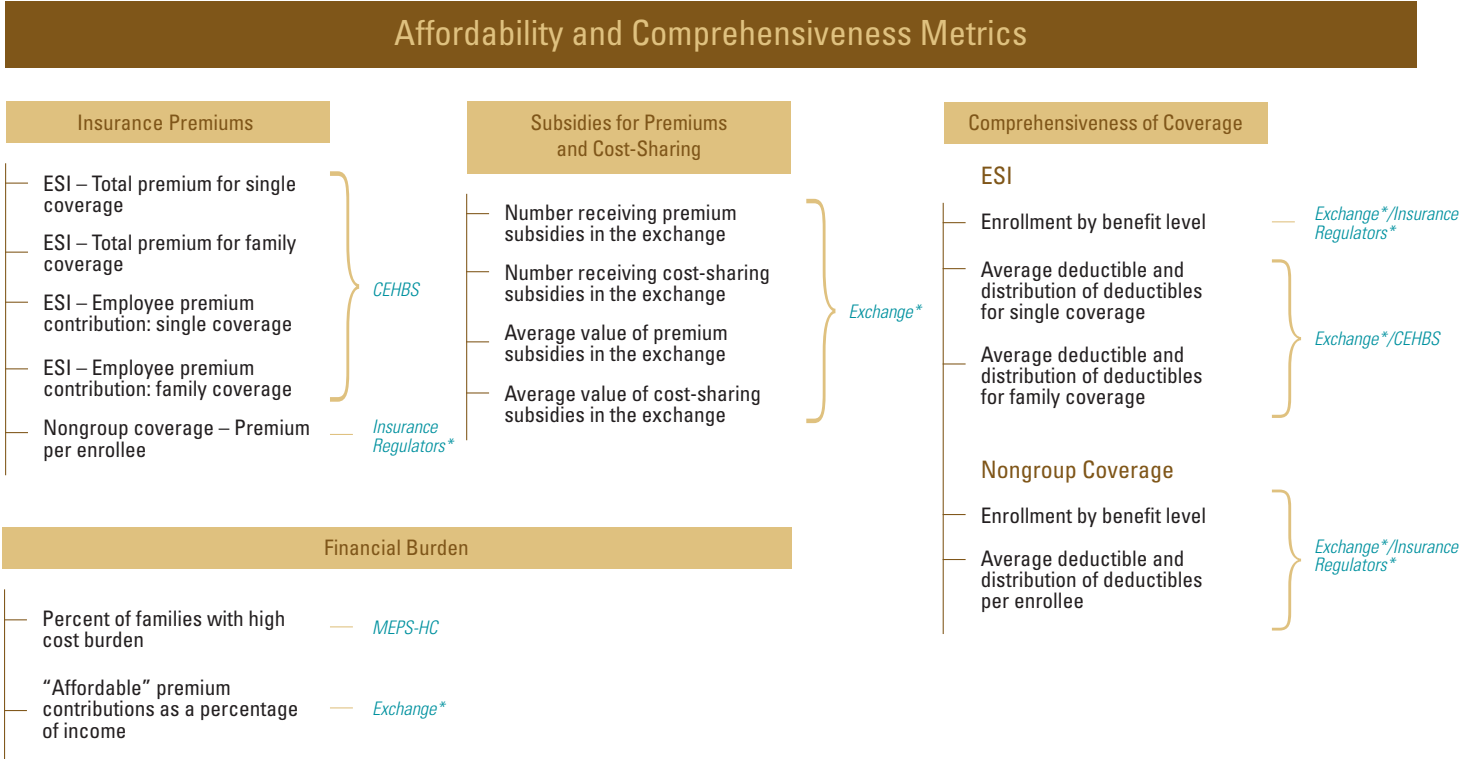 Affordability and Comprehensiveness Metrics
Insurance Premiums
ESI – Total premium for single
coverage
ESI – Total premium for family
coverage
ESI – Employee premium
contribution: single coverage
ESI – Employee premium
contribution: family coverage
CEHBS
Nongroup coverage – Premium
per enrollee
Insurance
Regulators*
Subsidies for Premiums
and Cost-Sharing
Number receiving premium
subsidies in the exchange
Number receiving cost-sharing
subsidies in the exchange
Average value of premium
subsidies in the exchange
Average value of cost-sharing
subsidies in the exchange
Exchange*
Comprehensiveness of Coverage
ESI
Enrollment by benefit level
Exchange*/Insurance
Regulators*
Average deductible and
distribution of deductibles
for single coverage
Average deductible and
distribution of deductibles
for family coverage
Exchange*/CEHBS
Nongroup Coverage
Enrollment by benefit level
Average deductible and
distribution of deductibles
per enrollee
Exchange*/Insurance
Regulators*
Financial Burden
Percent of families with high
cost burden
MEPS-HC
“Affordable” premium
contributions as a percentage
of income
Exchange*